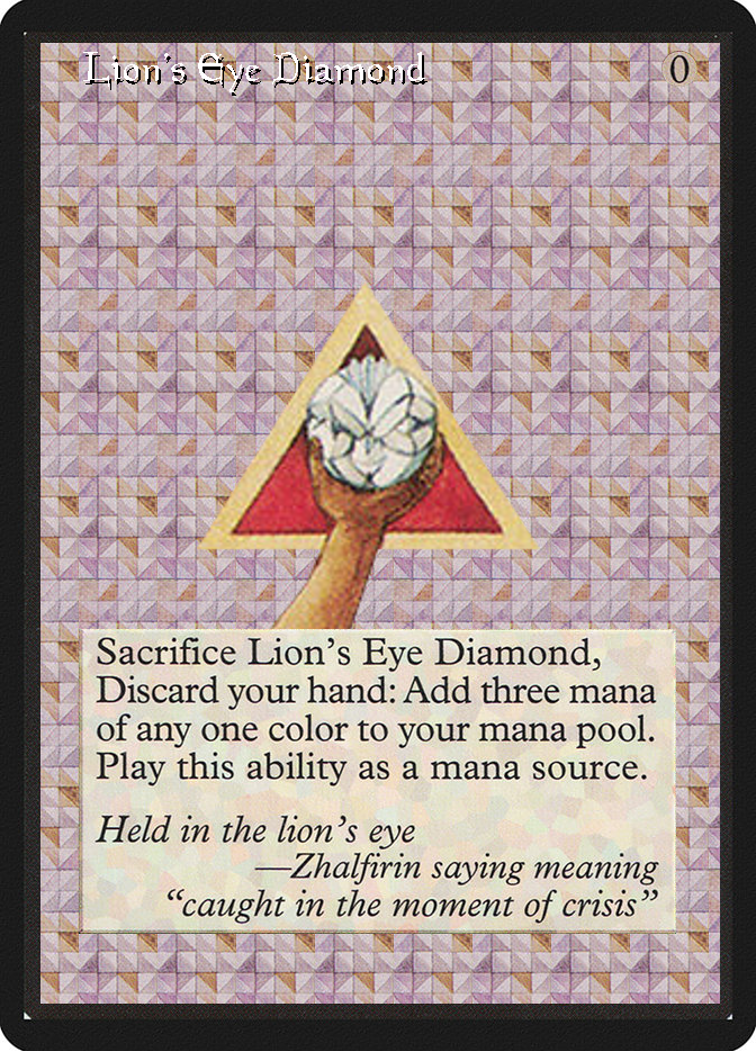 Lion's Eye Diamond
0
Sacrifice Lion's Eye Diamond,
Discard your hand: Add three mana
of any one color to your mana pool.
Play this ability as a mana source.
Held in the lion's eye
—Zhalfirin saying meaning
“caught in the moment of crisis”